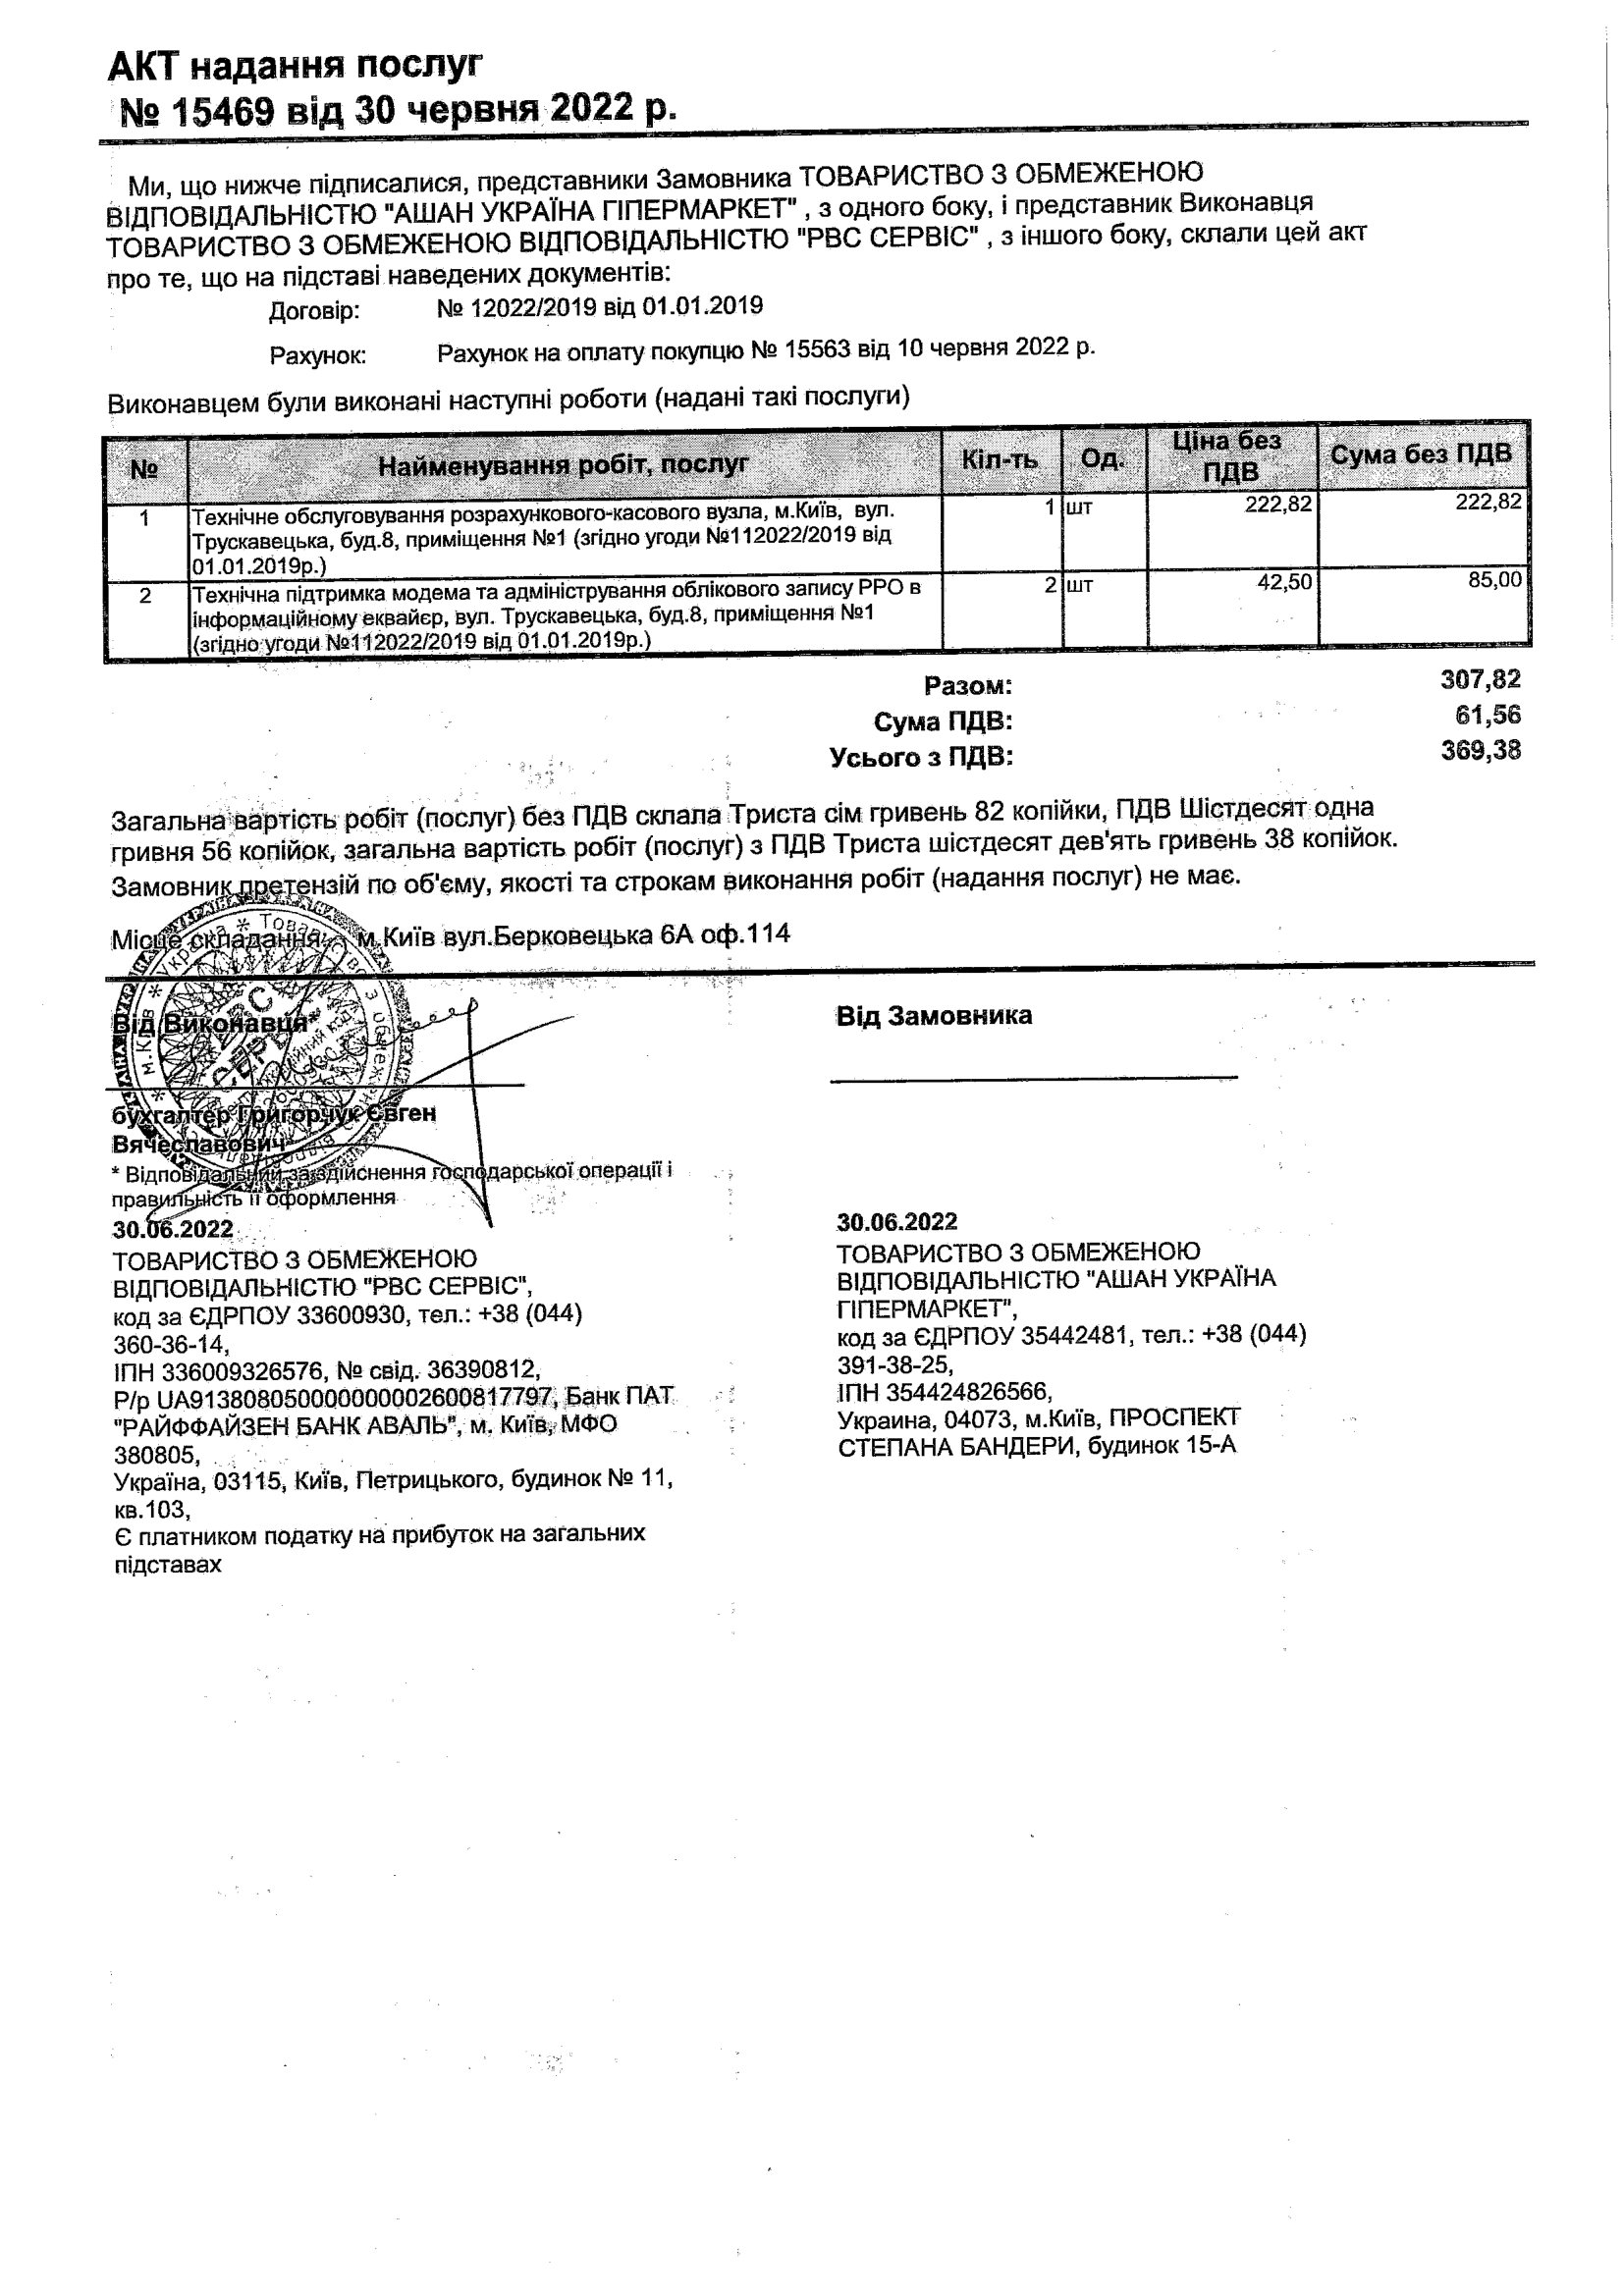 АКТ надання послуг
№ 15469 від 30 червня 2022 р.
Ми, що нижче підписалися, представники Замовника ТОВАРИСТВО З ОБМЕЖЕНОЮ
ВІДПОВІДАЛЬНІСТЮ "АШАН УКРАЇНА ГІПЕРМАРКЕТ" , з одного боку, і представник Виконавця
ТОВАРИСТВО З ОБМЕЖЕНОЮ ВІДПОВІДАЛЬНІСТЮ "РВС СЕРВІС" , з іншого боку, склали цей акт
про те, що на підставі наведених документів:
Договір: № 12022/2019 від 01.01.2019
Рахунок: Рахунок на оплату покупцю № 15563 від 10 червня 2022 р.
Виконавцем були виконані наступні роботи (надані такі послуги)
№ Найменування робіт, послуг Кіл-ть Од. Ціна без ПДВ Сума без ПДВ
1 Технічне обслуговування розрахункового-касового вузла, м.Київ, вул. 1 шт 222,82 222,82
Трускавецька, буд.8, приміщення №1 (згідно угоди №112022/2019 від
01.01.2019р.)
2 Технічна підтримка модема та адміністрування облікового запису РРО в 2 шт 42,50 85,00
інформаційному еквайєр, вул. Трускавецька, буд.8, приміщення №1
(згідно угоди №112022/2019 від 01.01.2019р.)
Разом: 307,82
Сума ПДВ: 61,56
Усього з ПДВ: 369,38
Загальна вартість робіт (послуг) без ПДВ склала Триста сім гривень 82 копійки, ПДВ Шістдесят одна
гривня 56 копійок, загальна вартість робіт (послуг) з ПДВ Триста шістдесят дев'ять гривень 38 копійок.
Замовник претензій по об'єму, якості та строкам виконання робіт (надання послуг) не має.
Місце складання: м.Київ вул.Берковецька 6А оф.114
Від Виконавця*
бухгалтер Григорчук Євген
Вячеславович
* Відповідальний за здійснення господарської операції і
правильність її оформлення
30.06.2022
ТОВАРИСТВО З ОБМЕЖЕНОЮ
ВІДПОВІДАЛЬНІСТЮ "РВС СЕРВІС",
код за ЄДРПОУ 33600930, тел.: +38 (044)
360-36-14,
ІПН 336009326576, № свід. 36390812,
Р/р UA913808050000000002600817797, Банк ПАТ
"РАЙФФАЙЗЕН БАНК АВАЛЬ", м. Київ, МФО
380805,
Україна, 03115, Київ, Петрицького, будинок № 11,
кв.103,
Є платником податку на прибуток на загальних
підставах
Від Замовника
30.06.2022
ТОВАРИСТВО З ОБМЕЖЕНОЮ
ВІДПОВІДАЛЬНІСТЮ "АШАН УКРАЇНА
ГІПЕРМАРКЕТ",
код за ЄДРПОУ 35442481, тел.: +38 (044)
391-38-25,
ІПН 354424826566,
Украина, 04073, м.Київ, ПРОСПЕКТ
СТЕПАНА БАНДЕРИ, будинок 15-А